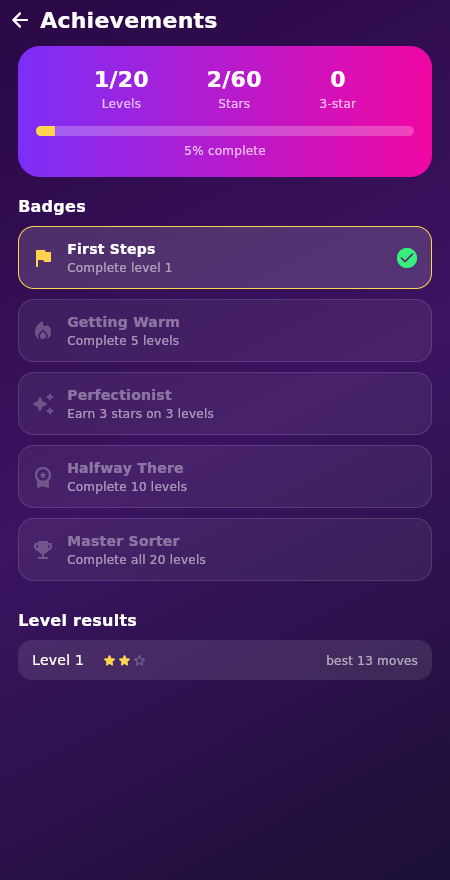 Achievements
1/20 2/60 0
Levels Stars 3-star
5% complete
Badges
First Steps
Complete level 1
Getting Warm
Complete 5 levels
Perfectionist
Earn 3 stars on 3 levels
Halfway There
Complete 10 levels
Master Sorter
Complete all 20 levels
Level results
Level 1 best 13 moves